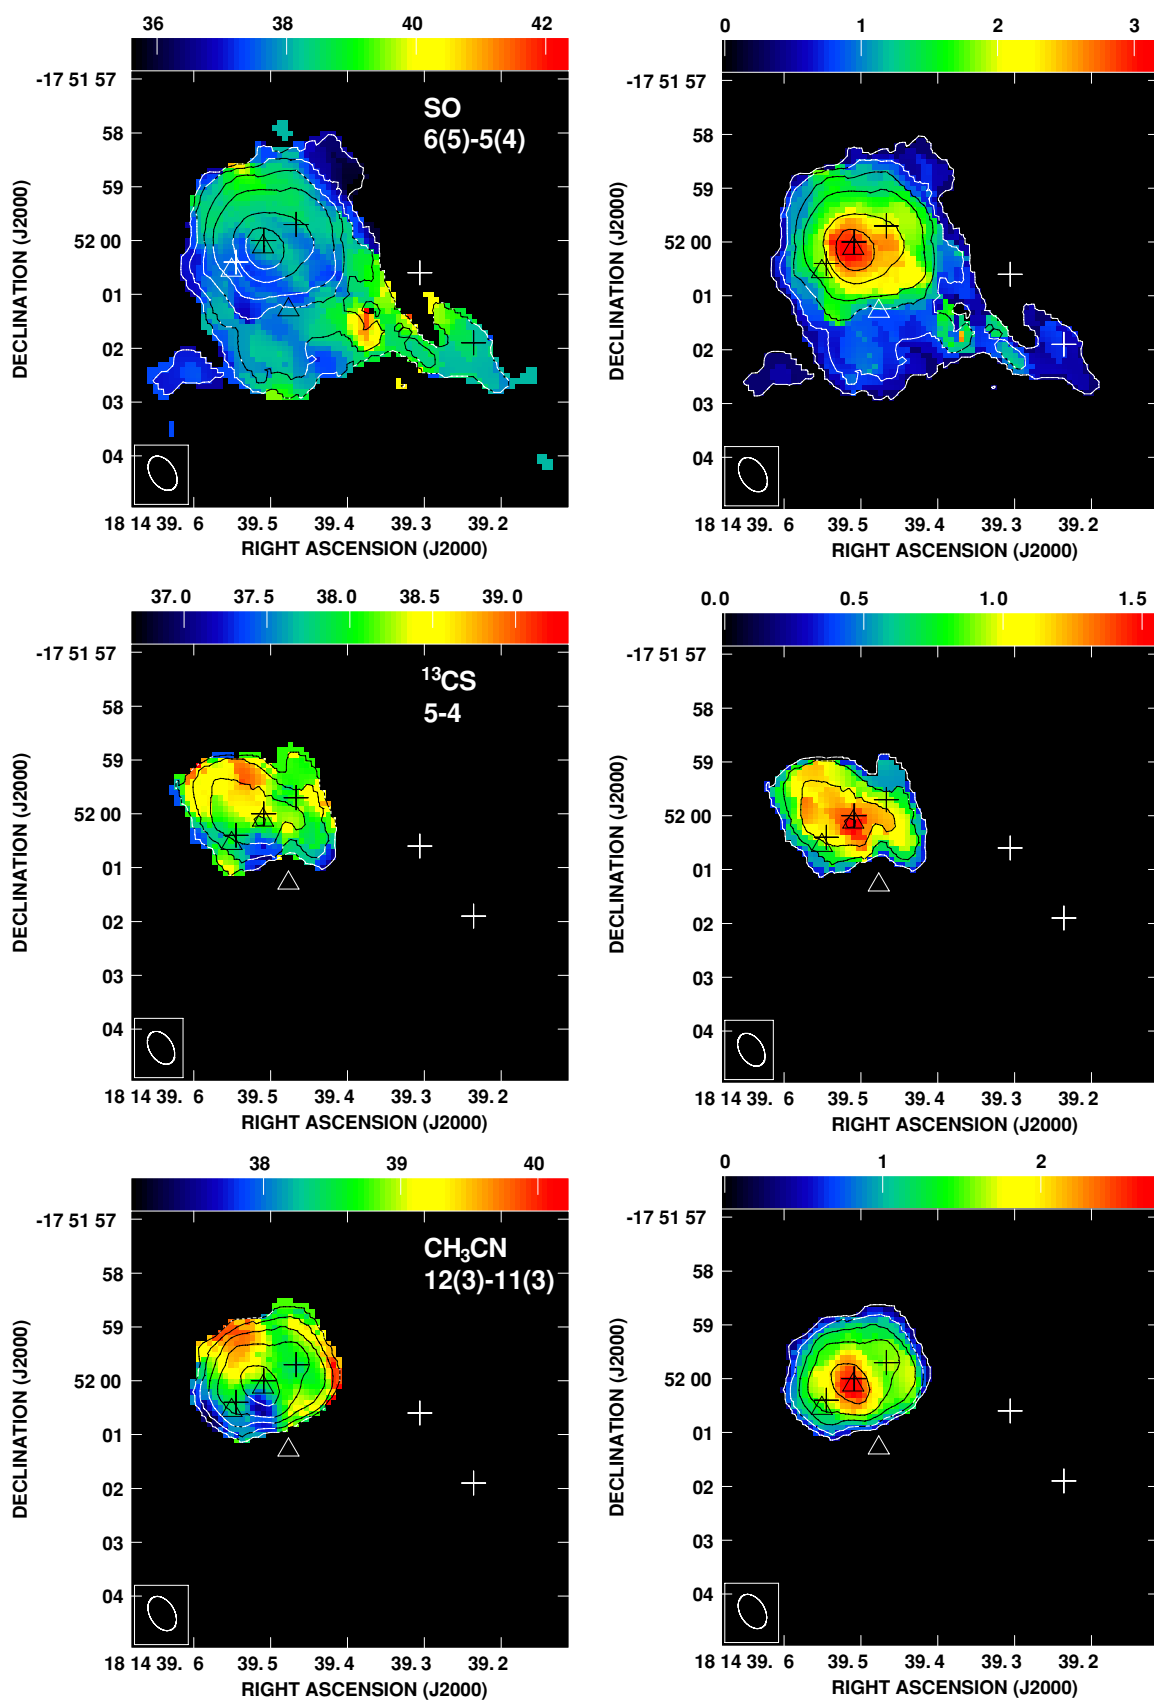 36 38 40 42
0 1 2 3
-17 51 57
58
59
52 00
01
02
03
04
SO
6(5)-5(4)
DECLINATION (J2000)
18 14 39. 6 39.5 39.4 39.3 39.2
RIGHT ASCENSION (J2000)
-17 51 57
58
59
52 00
01
02
03
04
DECLINATION (J2000)
18 14 39. 6 39.5 39.4 39.3 39.2
RIGHT ASCENSION (J2000)
37.0 37.5 38.0 38.5 39.0
0.0 0.5 1.0 1.5
-17 51 57
58
59
52 00
01
02
03
04
¹³CS
5-4
DECLINATION (J2000)
18 14 39. 6 39.5 39.4 39.3 39.2
RIGHT ASCENSION (J2000)
-17 51 57
58
59
52 00
01
02
03
04
DECLINATION (J2000)
18 14 39. 6 39.5 39.4 39.3 39.2
RIGHT ASCENSION (J2000)
38 39 40
0 1 2
-17 51 57
58
59
52 00
01
02
03
04
CH₃CN
12(3)-11(3)
DECLINATION (J2000)
18 14 39. 6 39.5 39.4 39.3 39.2
RIGHT ASCENSION (J2000)
-17 51 57
58
59
52 00
01
02
03
04
DECLINATION (J2000)
18 14 39. 6 39.5 39.4 39.3 39.2
RIGHT ASCENSION (J2000)